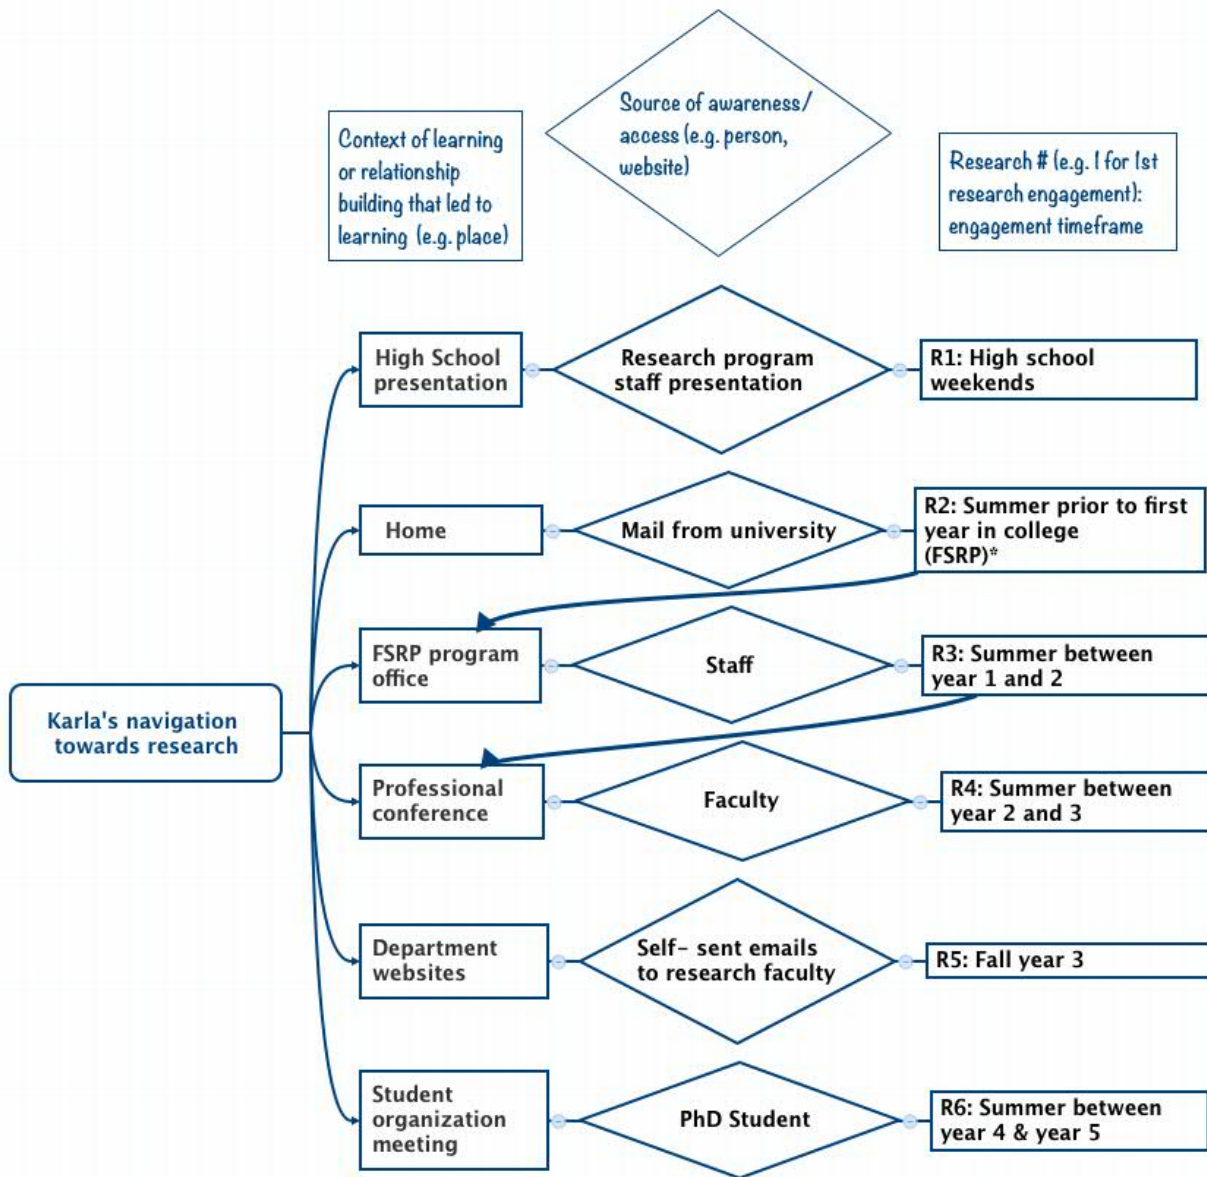 Source of awareness/
access (e.g. person,
website)
Context of learning
or relationship
building that led to
learning (e.g. place)
Research # (e.g. 1 for 1st
research engagement):
engagement timeframe
High School
presentation
Research program
staff presentation
R1: High school
weekends
Home
Mail from university
R2: Summer prior to first
year in college
(FSRP)*
FSRP program
office
Staff
R3: Summer between
year 1 and 2
Karla's navigation
towards research
Professional
conference
Faculty
R4: Summer between
year 2 and 3
Department
websites
Self- sent emails
to research faculty
R5: Fall year 3
Student
organization
meeting
PhD Student
R6: Summer between
year 4 & year 5